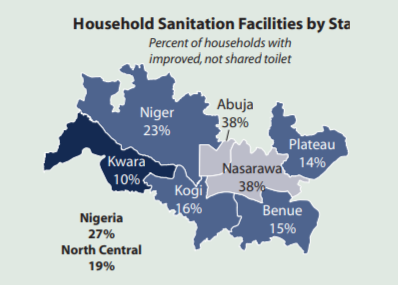 Household Sanitation Facilities by Sta
Percent of households with
improved, not shared toilet
Abuja
38%
Niger
23%
Plateau
14%
Kwara
10%
Nasarawa
38%
Kogi
16%
Benue
15%
Nigeria
27%
North Central
19%